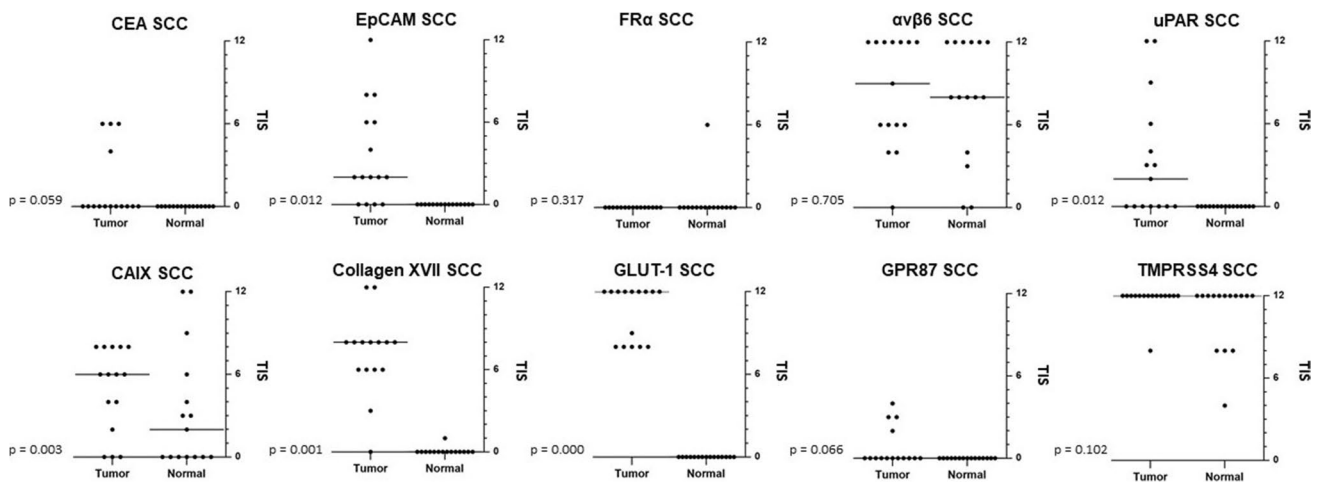 CEA SCC
12
6
0
TIS
p = 0.059
Tumor
Normal
EpCAM SCC
12
6
0
TIS
p = 0.012
Tumor
Normal
FRα SCC
12
6
0
TIS
p = 0.317
Tumor
Normal
αvβ6 SCC
12
6
0
TIS
p = 0.705
Tumor
Normal
uPAR SCC
12
6
0
TIS
p = 0.012
Tumor
Normal
CAIX SCC
12
6
0
TIS
p = 0.003
Tumor
Normal
Collagen XVII SCC
12
6
0
TIS
p = 0.001
Tumor
Normal
GLUT-1 SCC
12
6
0
TIS
p = 0.000
Tumor
Normal
GPR87 SCC
12
6
0
TIS
p = 0.066
Tumor
Normal
TMPRSS4 SCC
12
6
0
TIS
p = 0.102
Tumor
Normal